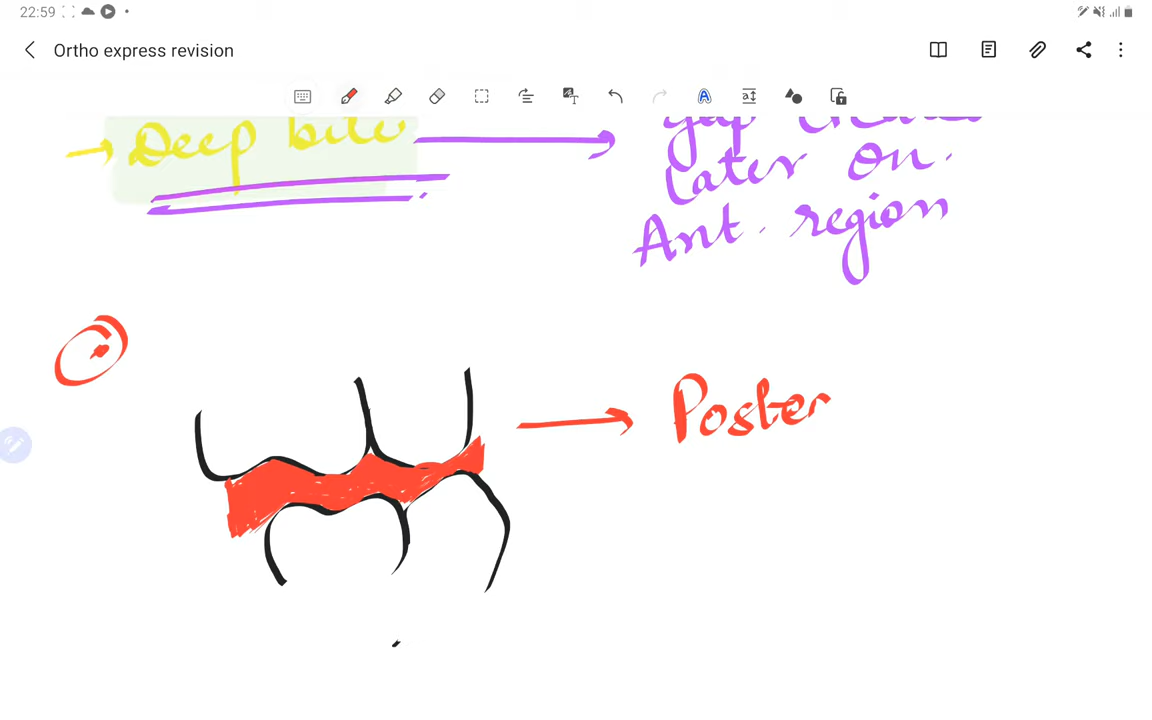 22:59
Ortho express revision
→ Deep bite
Later on.
Ant. region
Poster